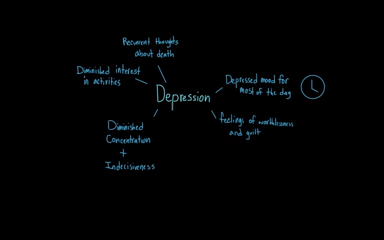 Recurrent thoughts
about death
Diminished interest
in activities
Depressed mood for
most of the day
Depression
feelings of worthlessness
and guilt
Diminished
Concentration
+
Indecisiveness